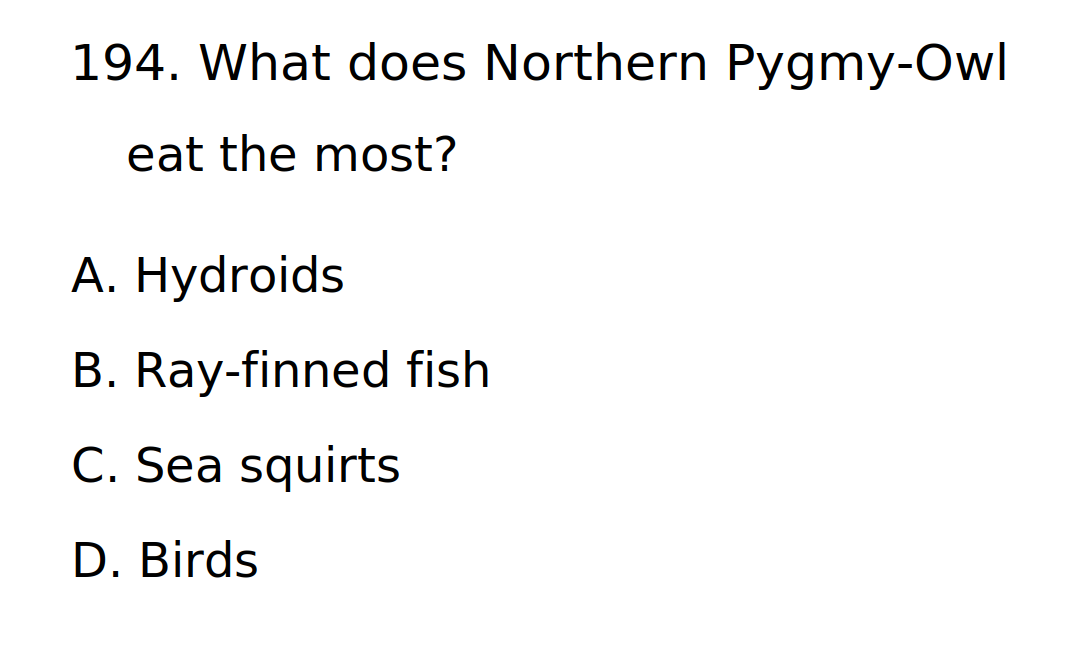 194. What does Northern Pygmy-Owl
eat the most?
A. Hydroids
B. Ray-finned fish
C. Sea squirts
D. Birds